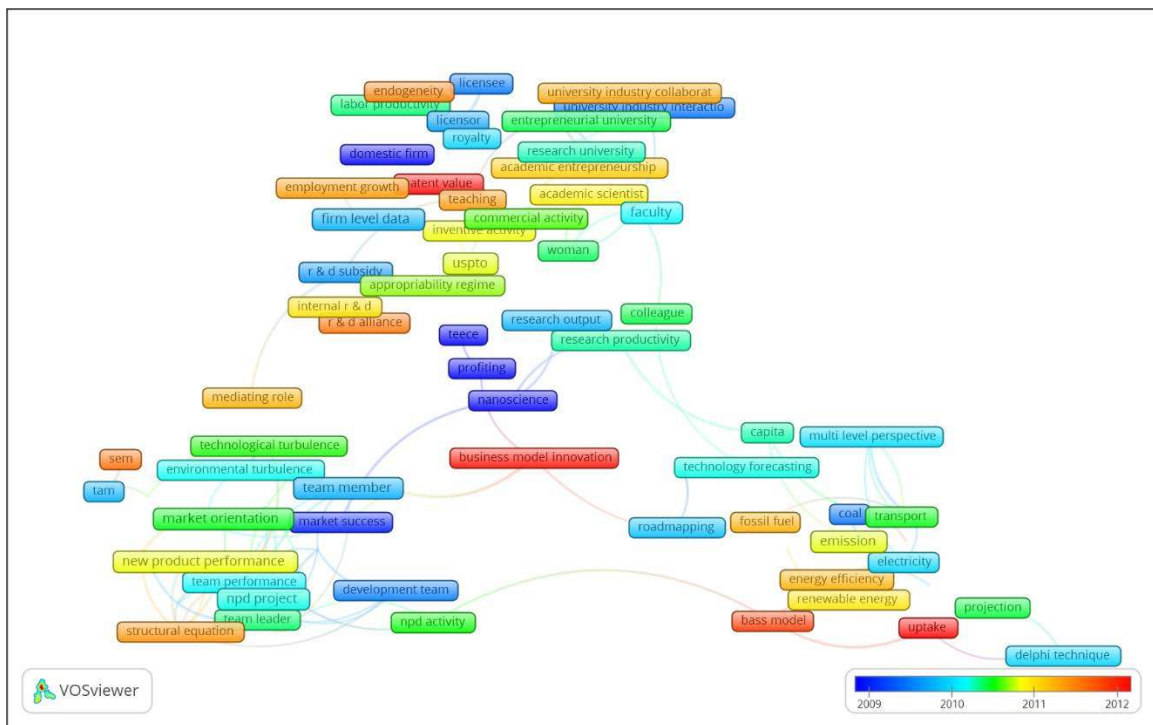 licensee
endogeneity
labor productivity
university industry collaborat
university industry interactio
licensor
entrepreneurial university
royalty
domestic firm
research university
academic entrepreneurship
patent value
employment growth
teaching
academic scientist
firm level data
commercial activity
faculty
inventive activity
woman
uspto
r & d subsidy
appropriability regime
internal r & d
r & d alliance
research output
colleague
teece
research productivity
profiting
mediating role
nanoscience
capita
multi level perspective
technological turbulence
sem
environmental turbulence
business model innovation
technology forecasting
tam
team member
market orientation
market success
roadmapping
fossil fuel
coal
transport
emission
new product performance
electricity
team performance
energy efficiency
development team
npd project
renewable energy
projection
team leader
npd activity
bass model
structural equation
uptake
delphi technique
VOSviewer
2009 2010 2011 2012